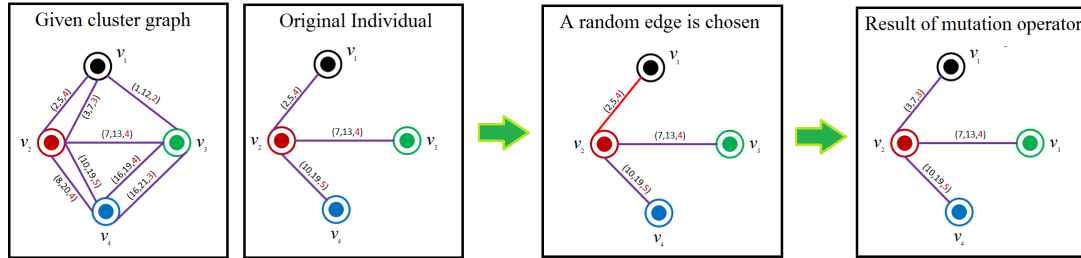 Given cluster graph
v1
(2,5,4)
(3,7,3)
(1,12,2)
v2
(7,13,4)
v3
(10,19,5)
(8,20,4)
(16,19,4)
(16,21,3)
v4
Original Individual
v1
(2,5,4)
v2
(7,13,4)
v3
(10,19,5)
v4
A random edge is chosen
v1
(2,5,4)
v2
(7,13,4)
v3
(10,19,5)
v4
Result of mutation operator
v1
(3,7,3)
v2
(7,13,4)
v3
(10,19,5)
v4